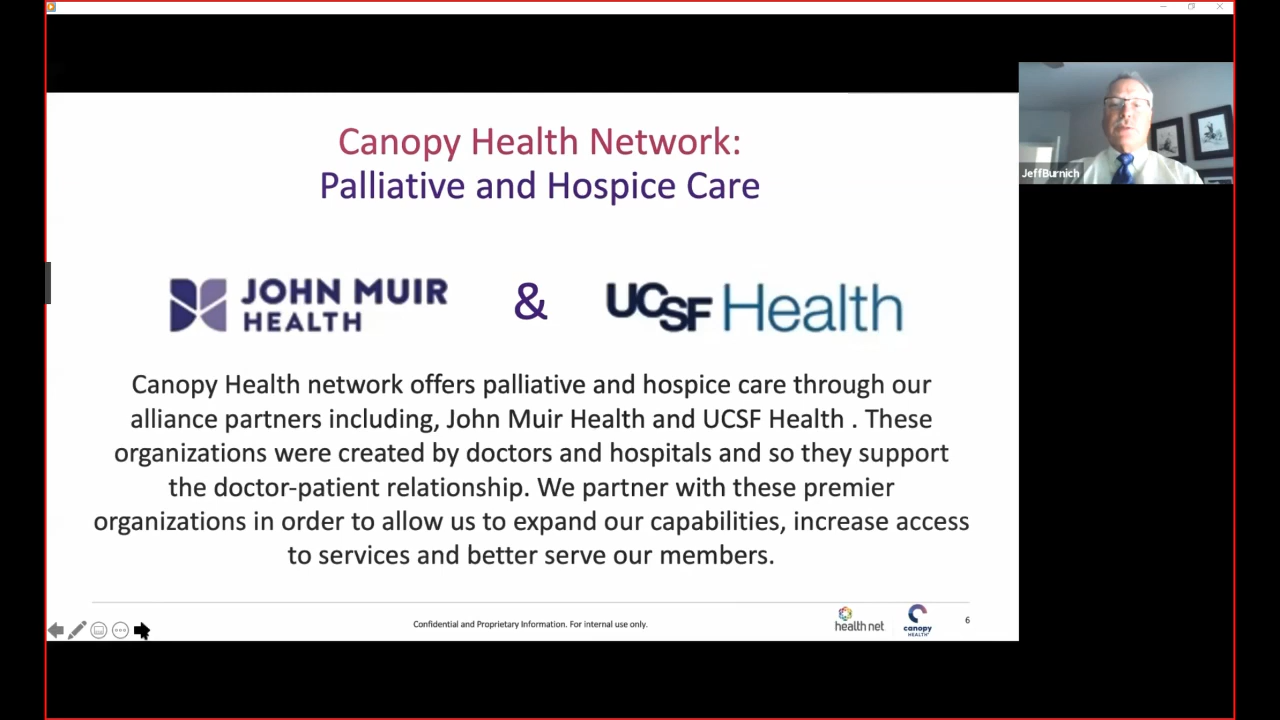 Canopy Health Network:
Palliative and Hospice Care
JeffBurnich
JOHN MUIR
HEALTH
&
UCSF Health
Canopy Health network offers palliative and hospice care through our
alliance partners including, John Muir Health and UCSF Health . These
organizations were created by doctors and hospitals and so they support
the doctor-patient relationship. We partner with these premier
organizations in order to allow us to expand our capabilities, increase access
to services and better serve our members.
Confidential and Proprietary Information. For internal use only.
health net
canopy
HEALTH
6